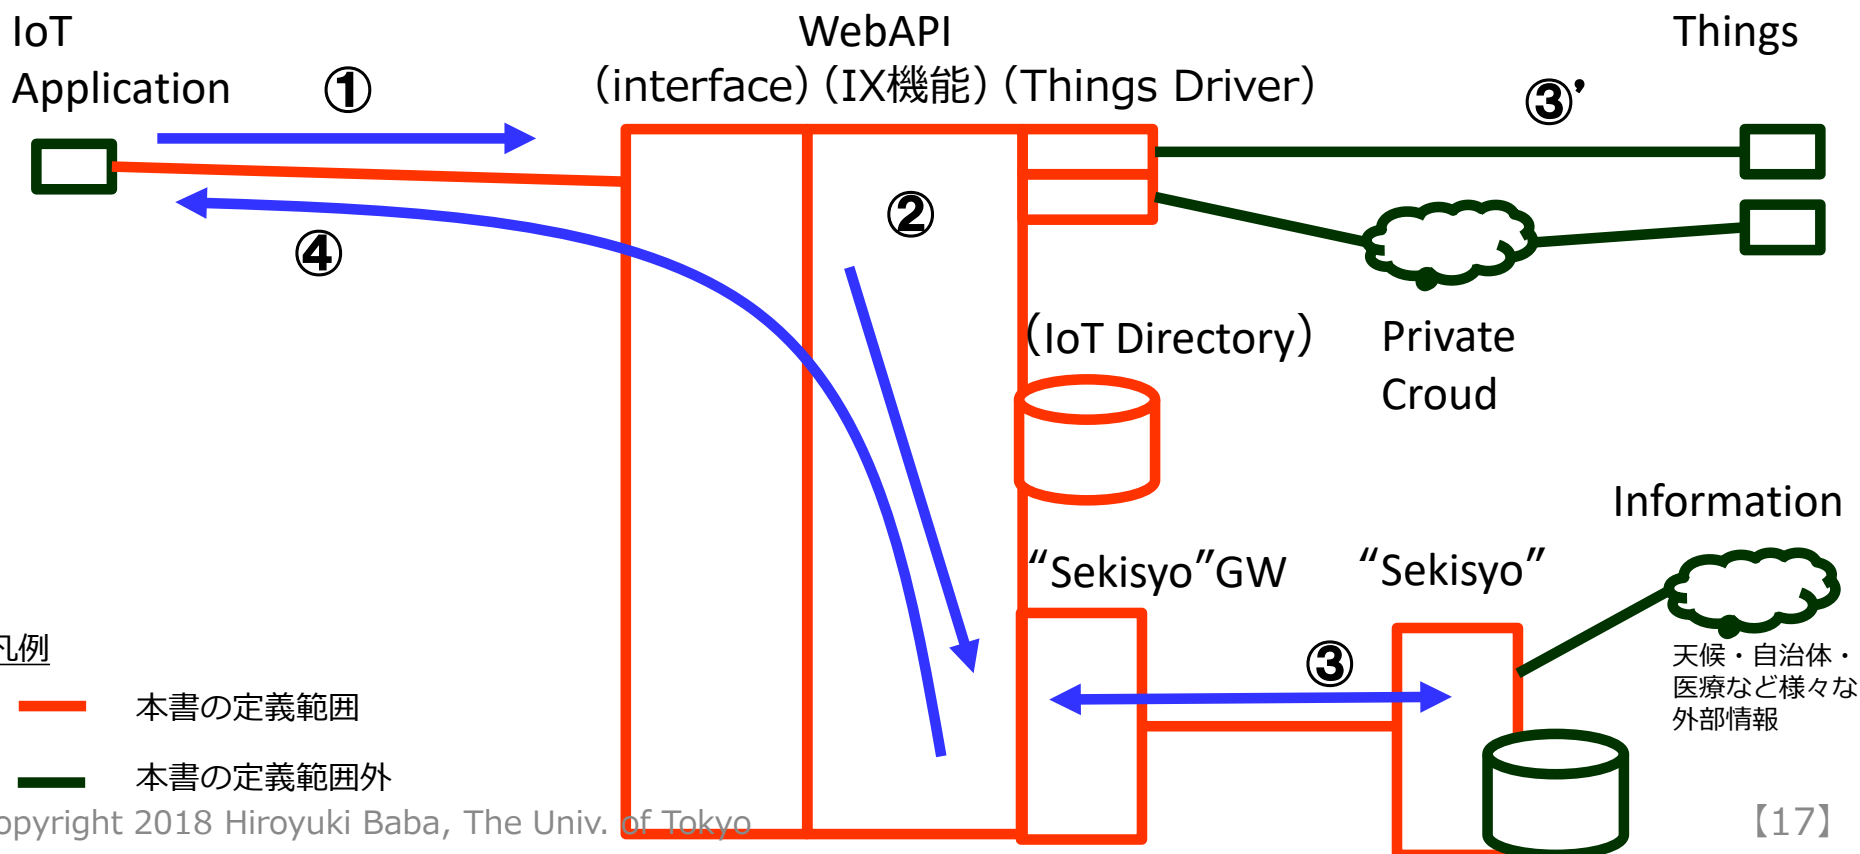 IoT
Application
①
WebAPI
（interface）（IX機能）（Things Driver）
Things
③’
②
④
（IoT Directory）
Private
Croud
Information
“Sekisyo”GW
“Sekisyo”
③
天候・自治体・
医療など様々な
外部情報
凡例
本書の定義範囲
本書の定義範囲外
opyright 2018 Hiroyuki Baba, The Univ. of Tokyo
【17】